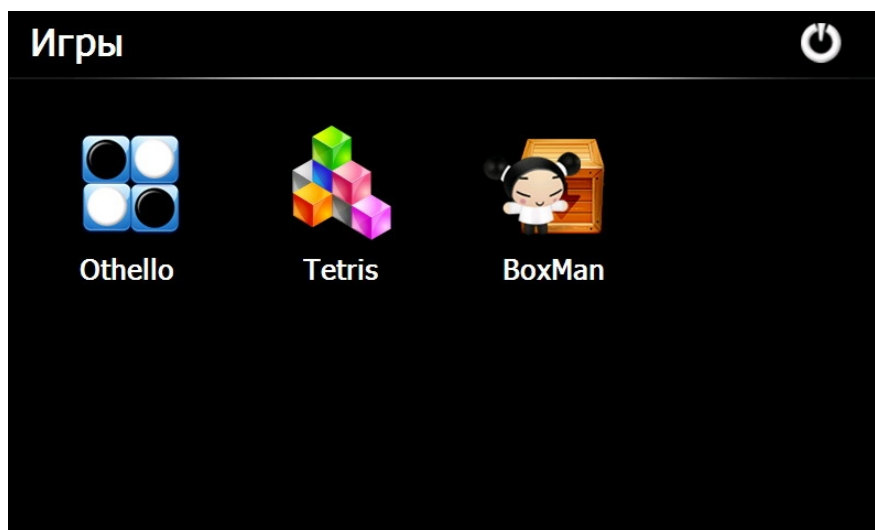 Игры
Othello
Tetris
BoxMan